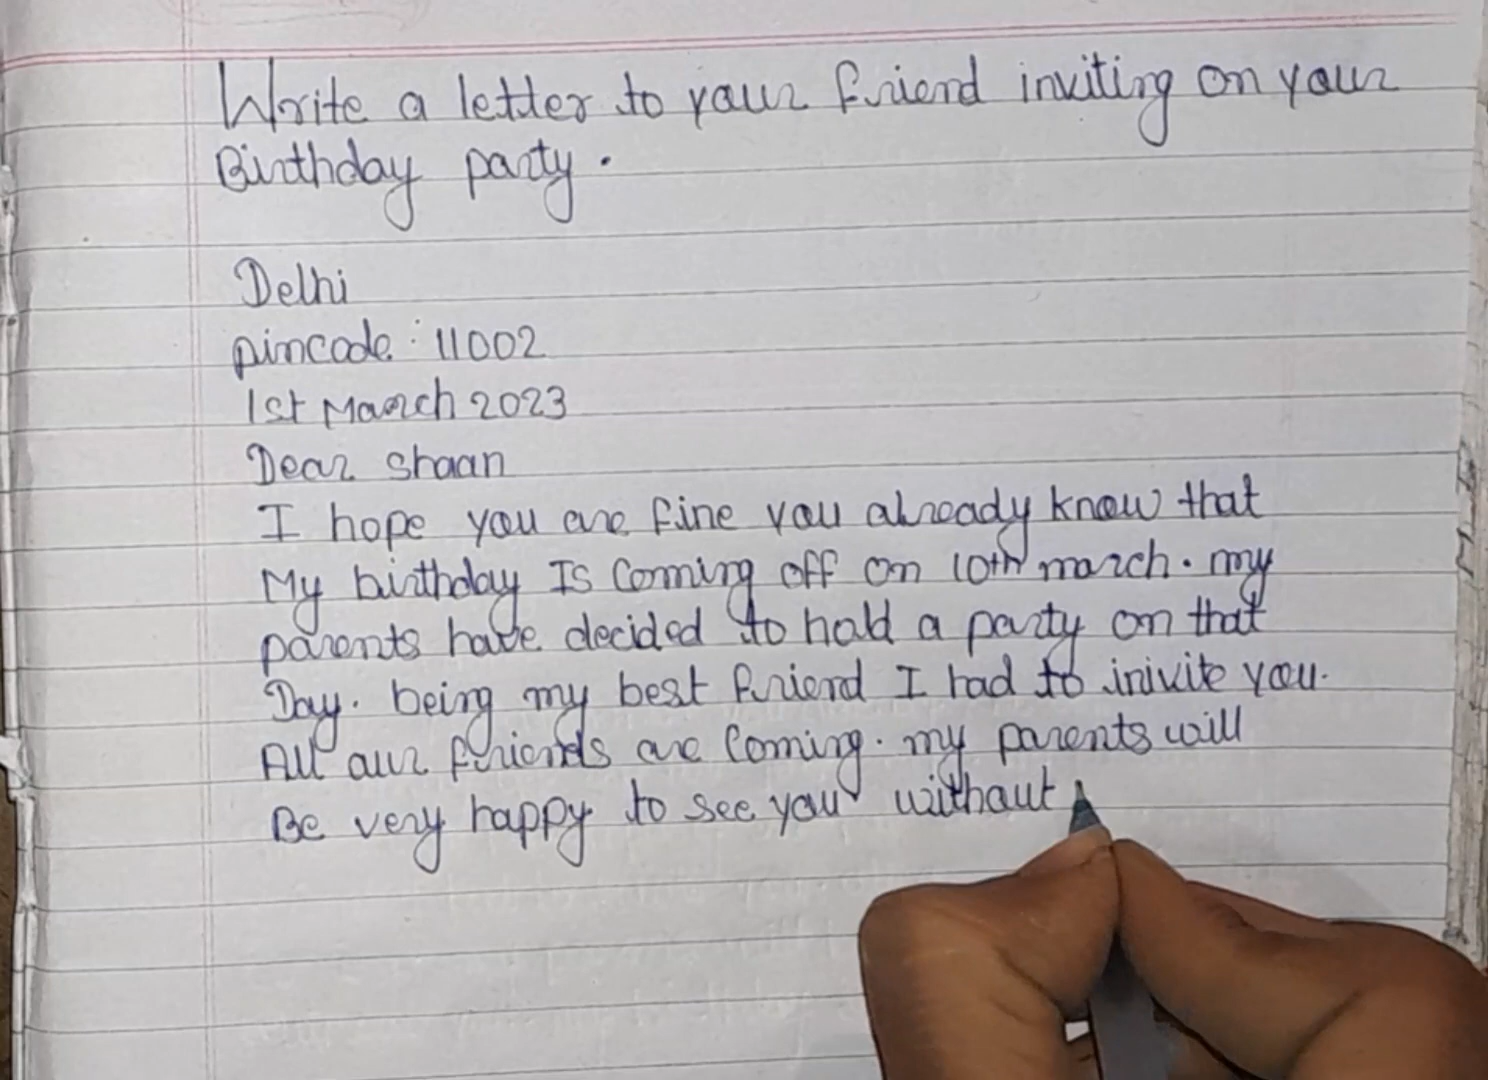 Write a letter to your friend inviting on your
Birthday party.
Delhi
pincode : 11002
1st March 2023
Dear shaan
I hope you are fine you already know that
My birthday Is Coming off on 10th march. my
parents have decided to hold a party on that
Day. being my best friend I had to inivite you.
All our friends are Coming. my parents will
Be very happy to see you without